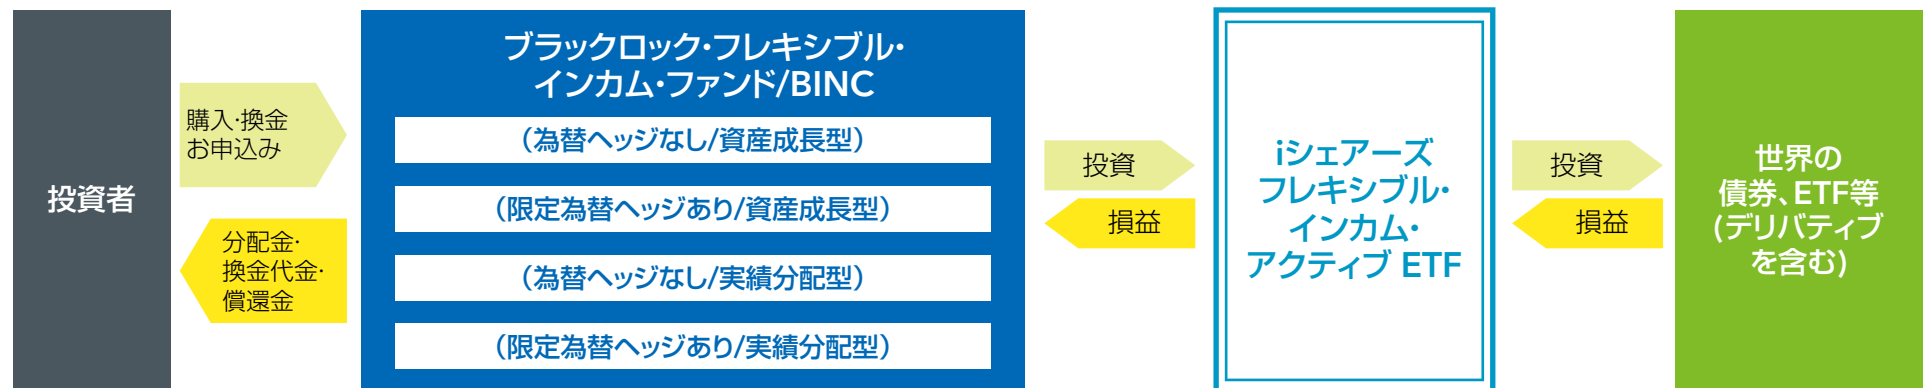 投資者
購入・換金
お申込み
分配金・
換金代金・
償還金
ブラックロック・フレキシブル・
インカム・ファンド/BINC
（為替ヘッジなし/資産成長型）
（限定為替ヘッジあり/資産成長型）
（為替ヘッジなし/実績分配型）
（限定為替ヘッジあり/実績分配型）
投資
損益
iシェアーズ
フレキシブル・
インカム・
アクティブ ETF
投資
損益
世界の
債券、ETF等
(デリバティブ
を含む)